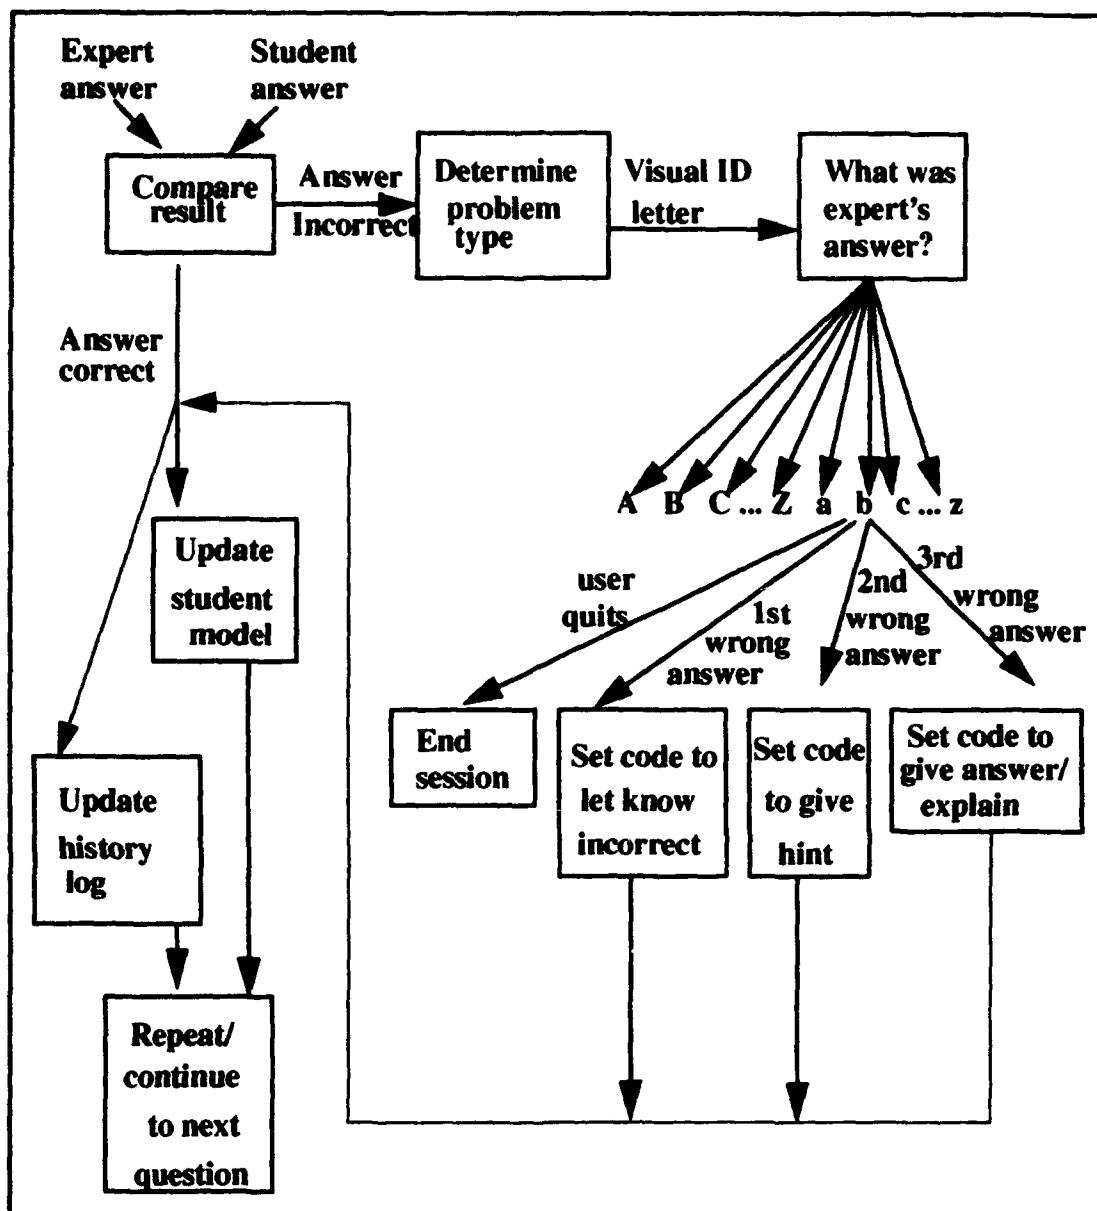 Expert
answer
Student
answer
Compare
result
Answer
Incorrect
Determine
problem
type
Visual ID
letter
What was
expert's
answer?
Answer
correct
A B C ... Z a b c ... z
Update
student
model
user
quits
1st
wrong
answer
2nd
wrong
answer
3rd
wrong
answer
End
session
Set code to
let know
incorrect
Set code
to give
hint
Set code to
give answer/
explain
Update
history
log
Repeat/
continue
to next
question